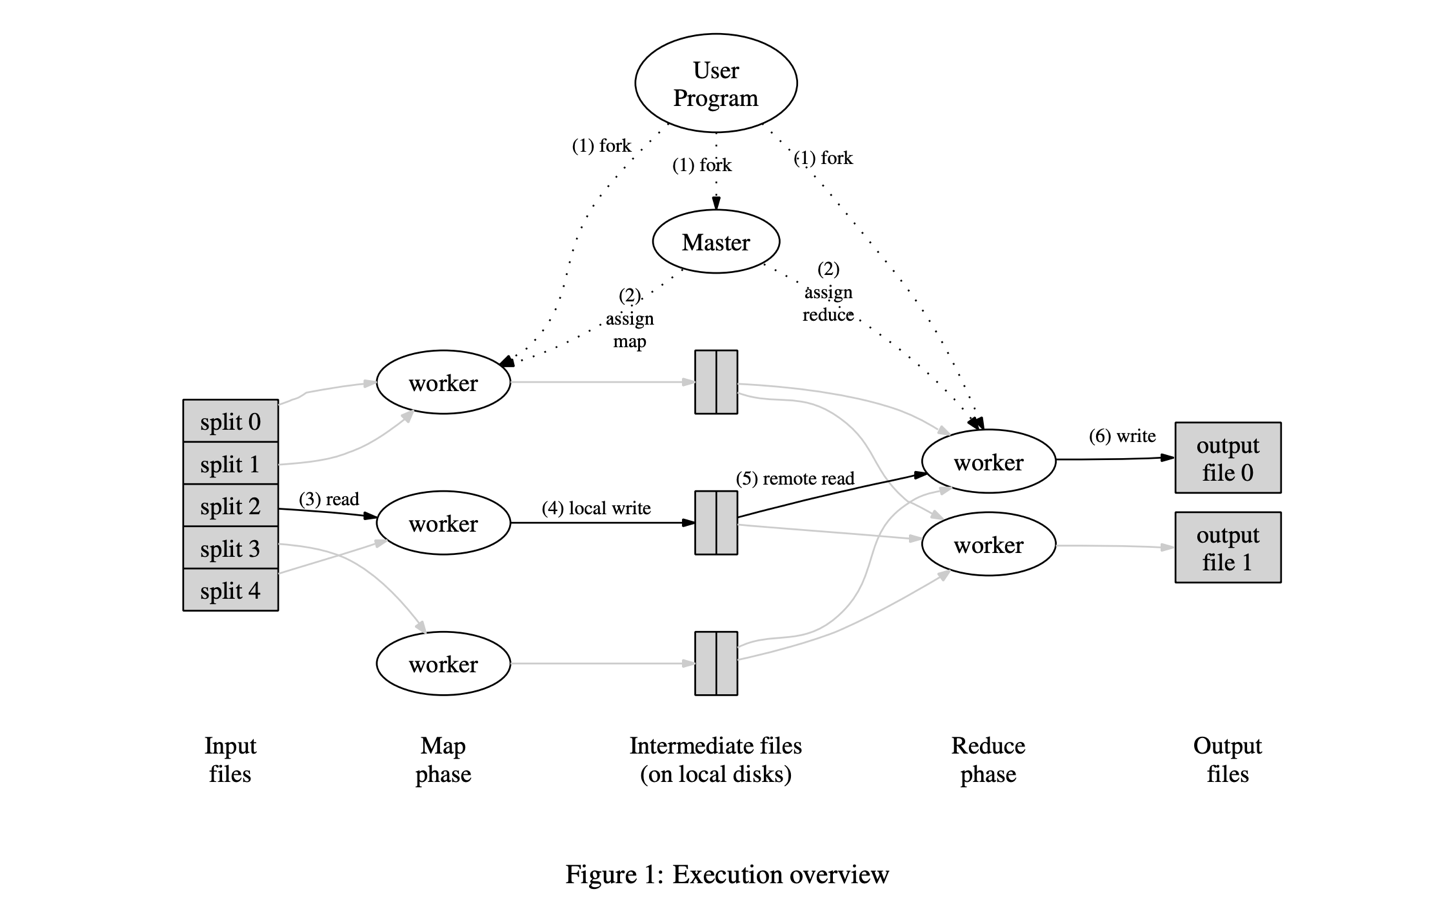 User
Program
(1) fork
(1) fork
(1) fork
Master
(2)
assign
map
(2)
assign
reduce
worker
split 0
split 1
split 2
split 3
split 4
(3) read
worker
(4) local write
(5) remote read
worker
worker
worker
(6) write
output
file 0
output
file 1
Input
files
Map
phase
Intermediate files
(on local disks)
Reduce
phase
Output
files
Figure 1: Execution overview